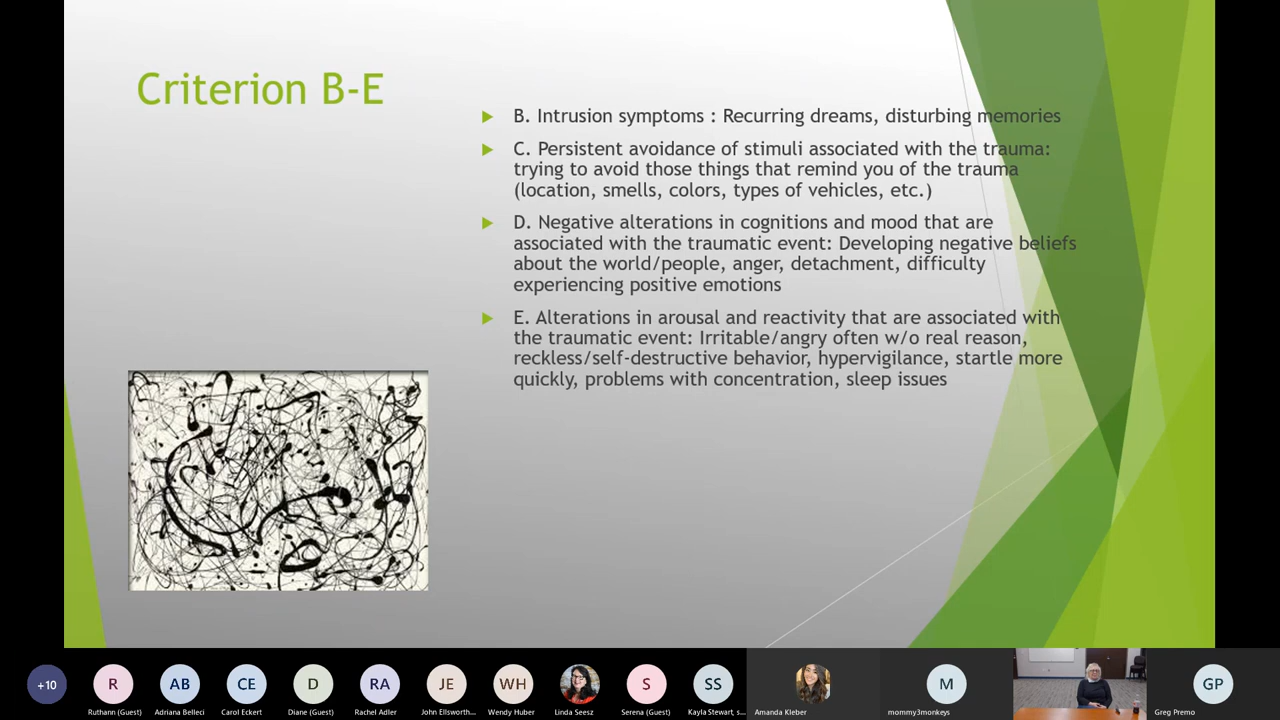 Criterion B-E
B. Intrusion symptoms : Recurring dreams, disturbing memories
C. Persistent avoidance of stimuli associated with the trauma:
trying to avoid those things that remind you of the trauma
(location, smells, colors, types of vehicles, etc.)
D. Negative alterations in cognitions and mood that are
associated with the traumatic event: Developing negative beliefs
about the world/people, anger, detachment, difficulty
experiencing positive emotions
E. Alterations in arousal and reactivity that are associated with
the traumatic event: Irritable/angry often w/o real reason,
reckless/self-destructive behavior, hypervigilance, startle more
quickly, problems with concentration, sleep issues
+10
R
AB
CE
D
RA
JE
WH
S
SS
M
GP
Ruthann (Guest)
Adriana Belleci
Carol Eckert
Diane (Guest)
Rachel Adler
John Ellsworth...
Wendy Huber
Linda Seesz
Serena (Guest)
Kayla Stewart, s...
Amanda Kleber
mommy3monkeys
Greg Premo